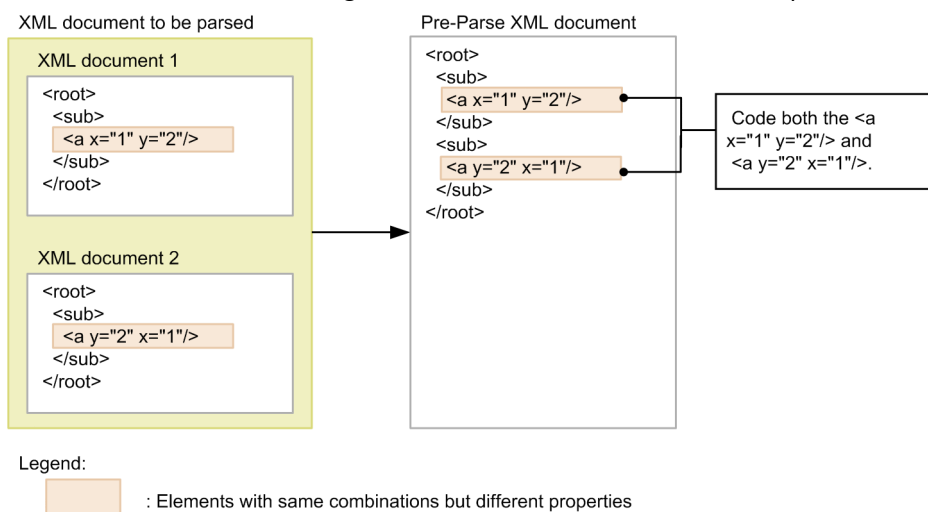 XML document to be parsed
XML document 1
<root>
<sub>
<a x="1" y="2"/>
</sub>
</root>
XML document 2
<root>
<sub>
<a y="2" x="1"/>
</sub>
</root>
Pre-Parse XML document
<root>
<sub>
<a x="1" y="2"/>
</sub>
<sub>
<a y="2" x="1"/>
</sub>
</root>
Code both the <a
x="1" y="2"/> and
<a y="2" x="1"/>.
Legend:
: Elements with same combinations but different properties